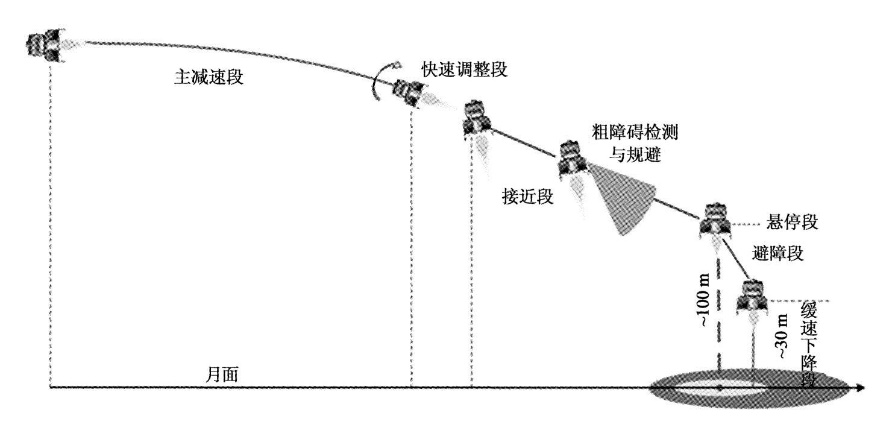 主减速段
快速调整段
粗障碍检测
与规避
接近段
悬停段
避障段
~100 m
~30 m
缓速下降段
月面